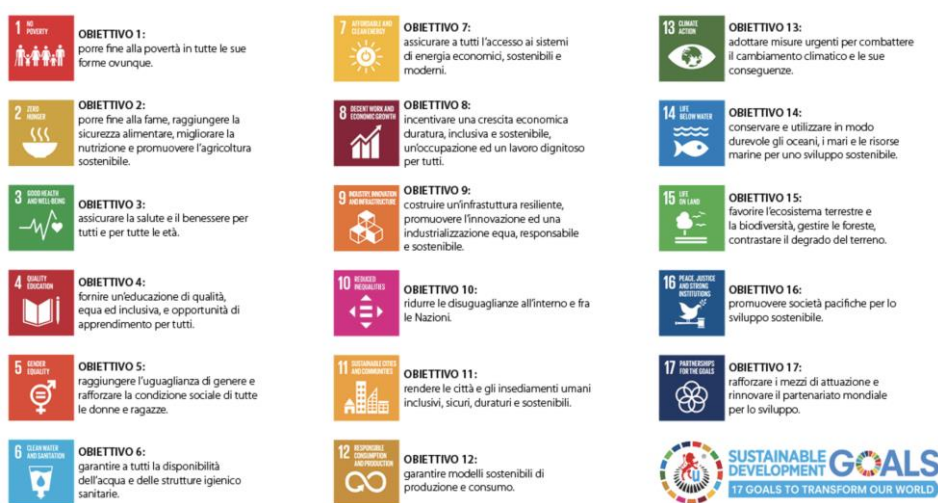 1 NO
POVERTY
OBIETTIVO 1:
porre fine alla povertà in tutte le sue
forme ovunque.
2 ZERO
HUNGER
OBIETTIVO 2:
porre fine alla fame, raggiungere la
sicurezza alimentare, migliorare la
nutrizione e promuovere l'agricoltura
sostenibile.
3 GOOD HEALTH
AND WELL-BEING
OBIETTIVO 3:
assicurare la salute e il benessere per
tutti e per tutte le età.
4 QUALITY
EDUCATION
OBIETTIVO 4:
fornire un'educazione di qualità,
equa ed inclusiva, e opportunità di
apprendimento per tutti.
5 GENDER
EQUALITY
OBIETTIVO 5:
raggiungere l'uguaglianza di genere e
rafforzare la condizione sociale di tutte
le donne e ragazze.
6 CLEAN WATER
AND SANITATION
OBIETTIVO 6:
garantire a tutti la disponibilità
dell'acqua e delle strutture igienico
sanitarie.
7 AFFORDABLE AND
CLEAN ENERGY
OBIETTIVO 7:
assicurare a tutti l'accesso ai sistemi
di energia economici, sostenibili e
moderni.
8 DECENT WORK AND
ECONOMIC GROWTH
OBIETTIVO 8:
incentivare una crescita economica
duratura, inclusiva e sostenibile,
un'occupazione ed un lavoro dignitoso
per tutti.
9 INDUSTRY, INNOVATION
AND INFRASTRUCTURE
OBIETTIVO 9:
costruire un'infrastuttura resiliente,
promuovere l'innovazione ed una
industrializzazione equa, responsabile
e sostenibile.
10 REDUCED
INEQUALITIES
OBIETTIVO 10:
ridurre le disuguaglianze all'interno e fra
le Nazioni.
11 SUSTAINABLE CITIES
AND COMMUNITIES
OBIETTIVO 11:
rendere le città e gli insediamenti umani
inclusivi, sicuri, duraturi e sostenibili.
12 RESPONSIBLE
CONSUMPTION
AND PRODUCTION
OBIETTIVO 12:
garantire modelli sostenibili di
produzione e consumo.
13 CLIMATE
ACTION
OBIETTIVO 13:
adottare misure urgenti per combattere
il cambiamento climatico e le sue
conseguenze.
14 LIFE
BELOW WATER
OBIETTIVO 14:
conservare e utilizzare in modo
durevole gli oceani, i mari e le risorse
marine per uno sviluppo sostenibile.
15 LIFE
ON LAND
OBIETTIVO 15:
favorire l'ecosistema terrestre e
la biodiversità, gestire le foreste,
contrastare il degrado del terreno.
16 PEACE, JUSTICE
AND STRONG
INSTITUTIONS
OBIETTIVO 16:
promuovere società pacifiche per lo
sviluppo sostenibile.
17 PARTNERSHIPS
FOR THE GOALS
OBIETTIVO 17:
rafforzare i mezzi di attuazione e
rinnovare il partenariato mondiale
per lo sviluppo.
SUSTAINABLE
DEVELOPMENT GOALS
17 GOALS TO TRANSFORM OUR WORLD